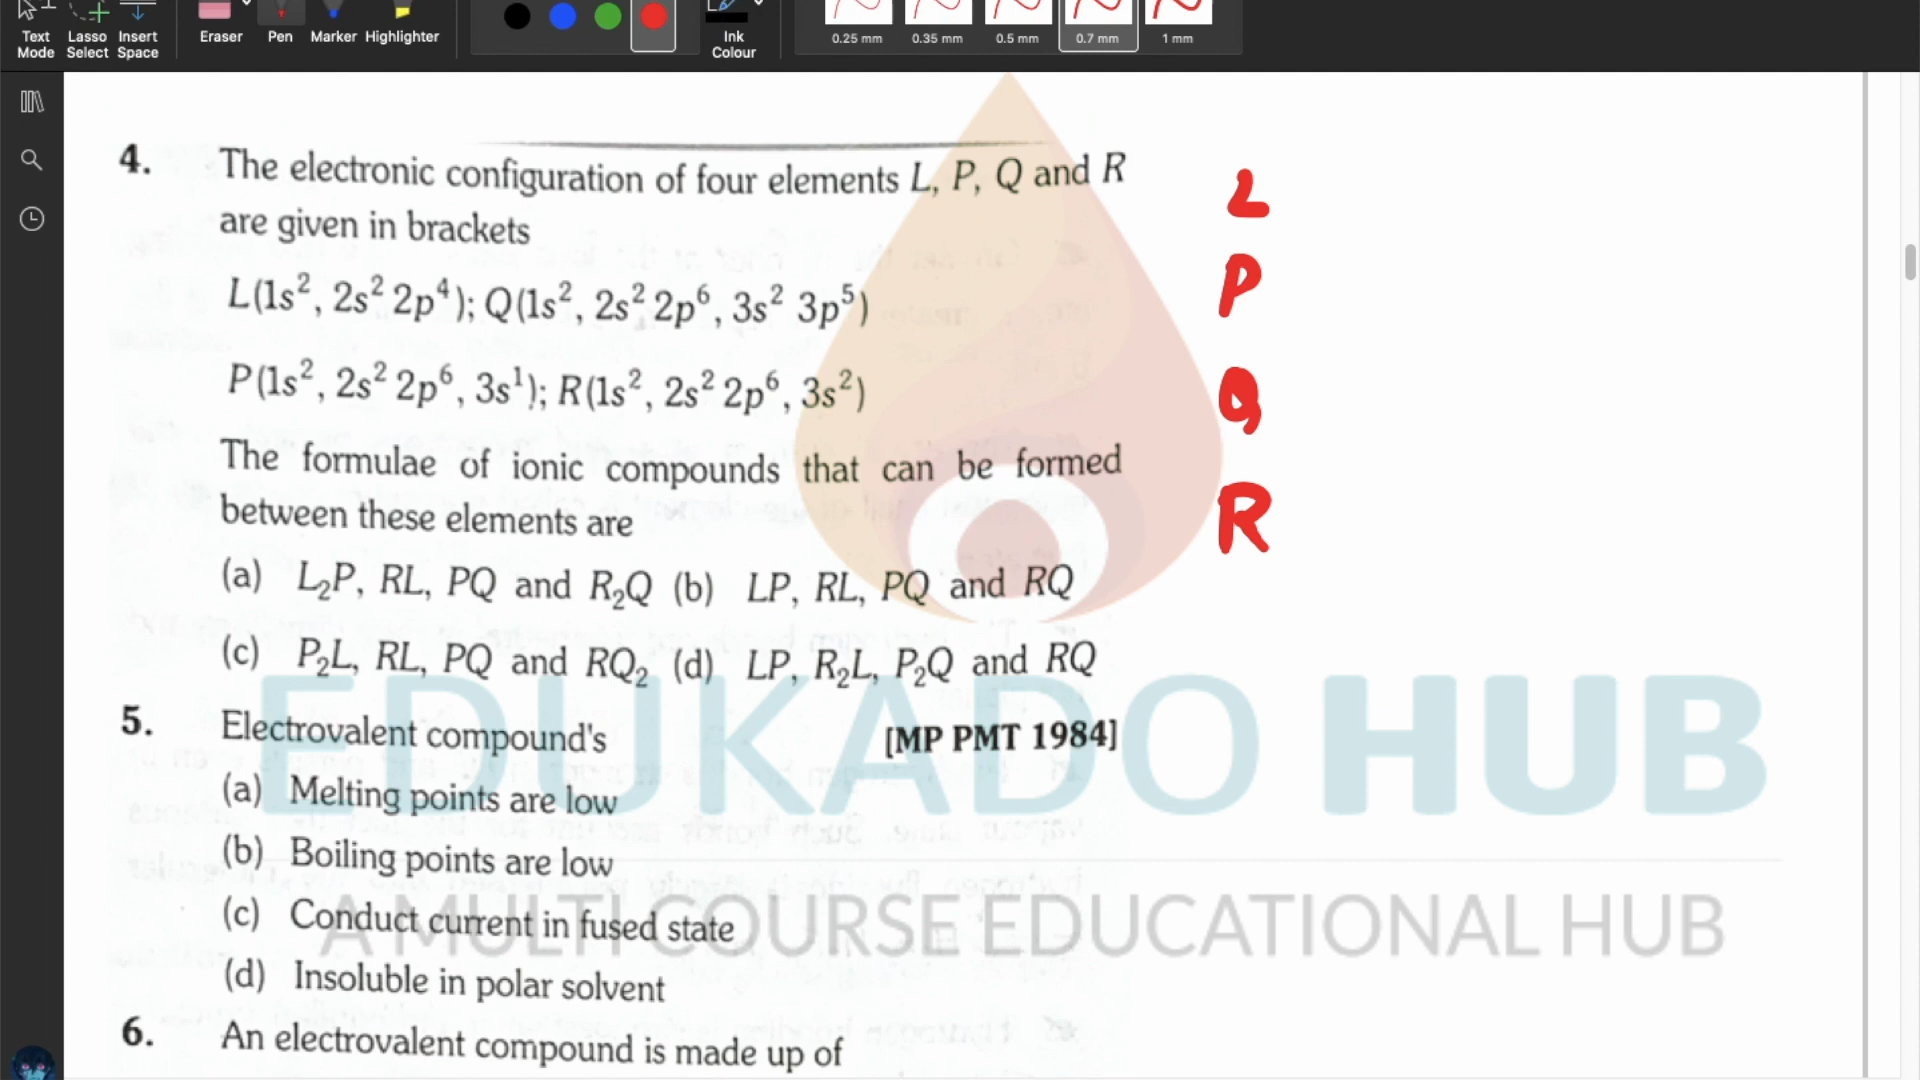 Text Mode
Lasso Select
Insert Space
Eraser
Pen
Marker
Highlighter
Ink Colour
0.25 mm
0.35 mm
0.5 mm
0.7 mm
1 mm
4. The electronic configuration of four elements L, P, Q and R
are given in brackets
L(1s², 2s² 2p⁴); Q(1s², 2s² 2p⁶, 3s² 3p⁵)
P(1s², 2s² 2p⁶, 3s¹); R(1s², 2s² 2p⁶, 3s²)
The formulae of ionic compounds that can be formed
between these elements are
(a) L₂P, RL, PQ and R₂Q (b) LP, RL, PQ and RQ
(c) P₂L, RL, PQ and RQ₂ (d) LP, R₂L, P₂Q and RQ
L
P
Q
R
5. Electrovalent compound's [MP PMT 1984]
(a) Melting points are low
(b) Boiling points are low
(c) Conduct current in fused state
(d) Insoluble in polar solvent
6. An electrovalent compound is made up of
EDUKADO HUB
A MULTI COURSE EDUCATIONAL HUB